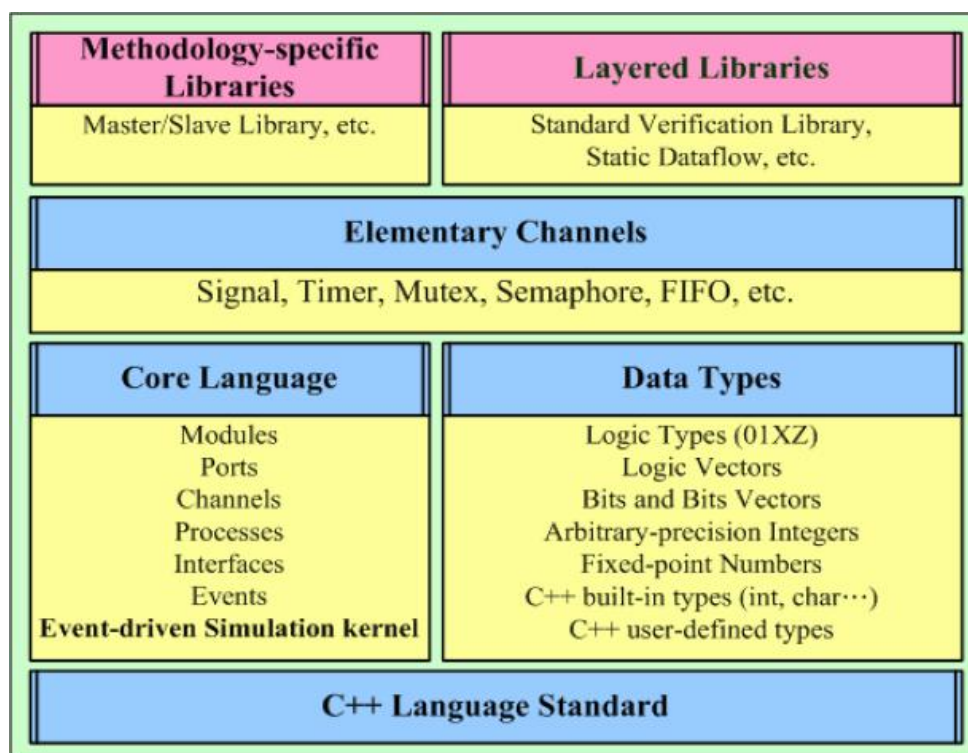 Methodology-specific
Libraries
Master/Slave Library, etc.
Layered Libraries
Standard Verification Library,
Static Dataflow, etc.
Elementary Channels
Signal, Timer, Mutex, Semaphore, FIFO, etc.
Core Language
Modules
Ports
Channels
Processes
Interfaces
Events
Event-driven Simulation kernel
Data Types
Logic Types (01XZ)
Logic Vectors
Bits and Bits Vectors
Arbitrary-precision Integers
Fixed-point Numbers
C++ built-in types (int, char⋯)
C++ user-defined types
C++ Language Standard